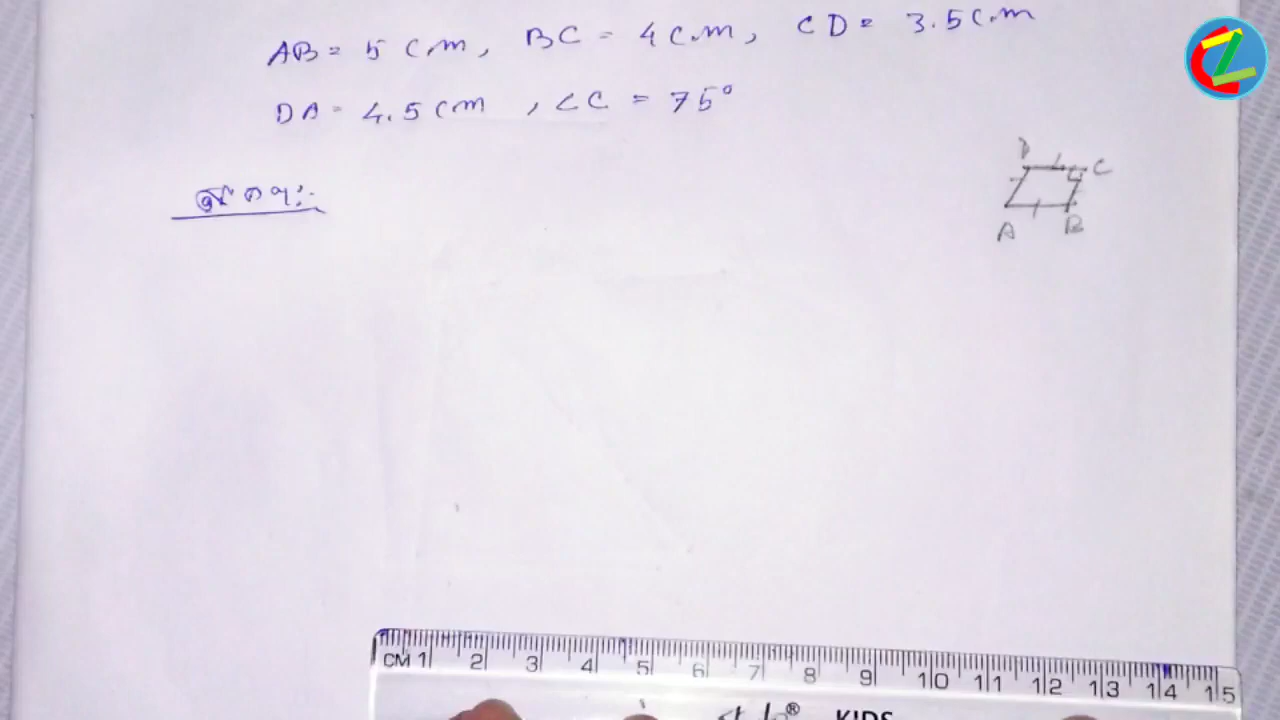 AB = 5 cm, BC = 4 cm, CD = 3.5 cm
DA = 4.5 cm, ∠C = 75°
অংকণ:-
D C
A B
CM 1 2 3 4 5 6 7 8 9 10 11 12 13 14 15
KIDS